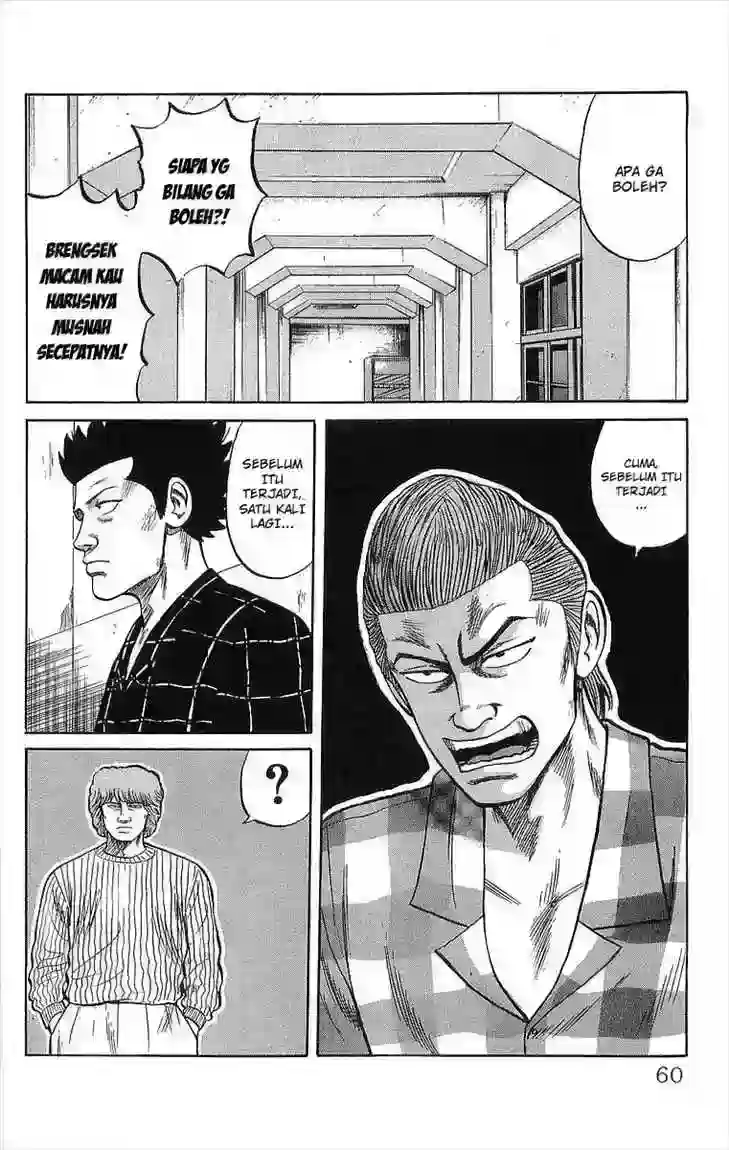 APA GA
BOLEH?
SIAPA YG
BILANG GA
BOLEH?!
BRENGSEK
MACAM KAU
HARUSNYA
MUSNAH
SECEPATNYA!
CUMA,
SEBELUM ITU
TERJADI
...
SEBELUM
ITU
TERJADI,
SATU KALI
LAGI...
?
60